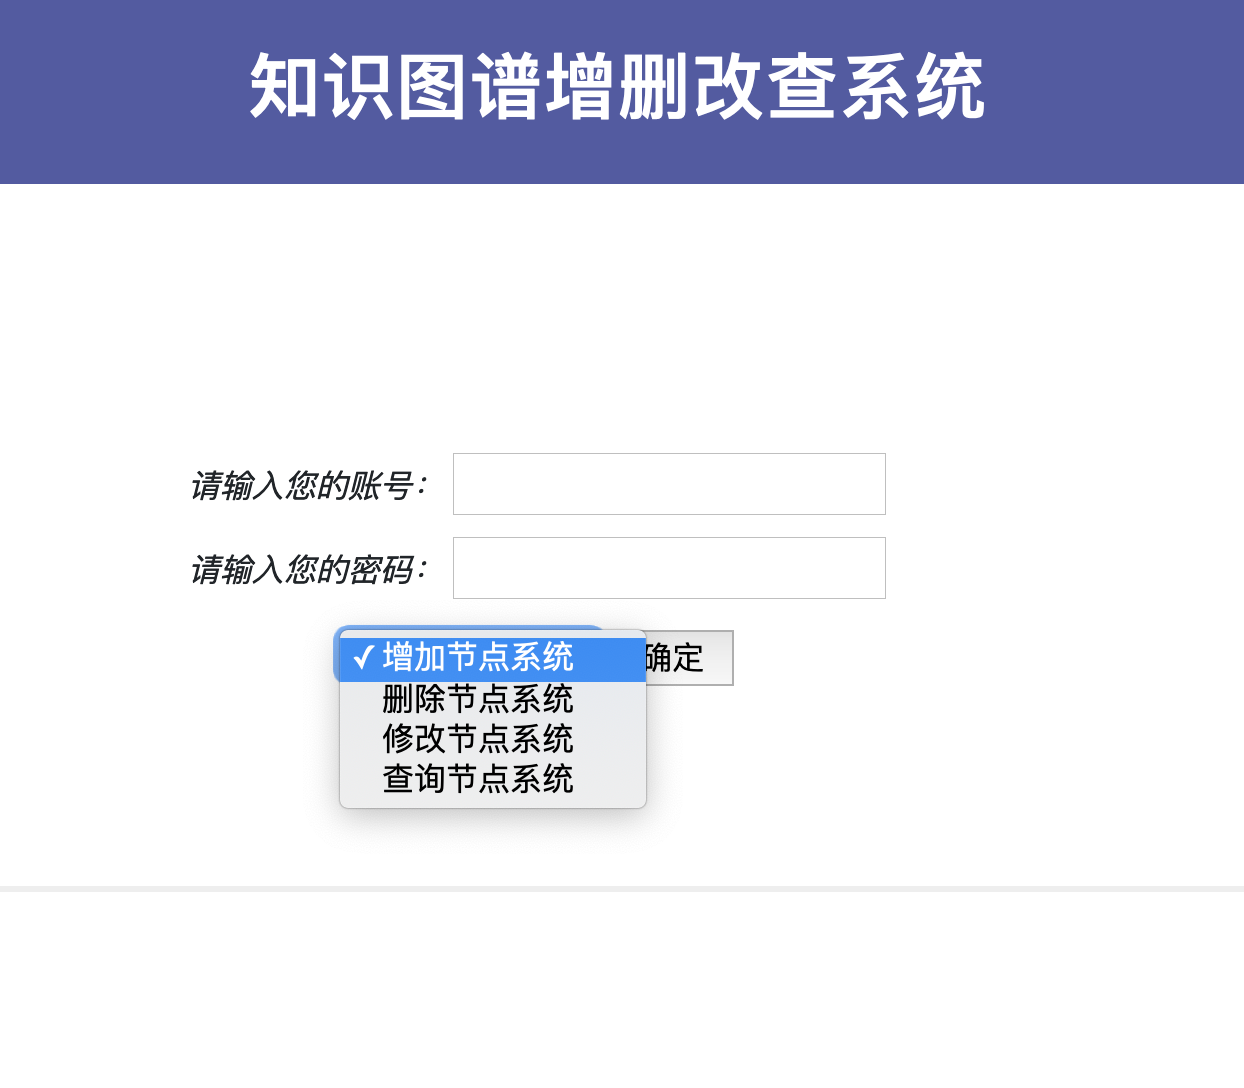 知识图谱增删改查系统
请输入您的账号：
请输入您的密码：
✓ 增加节点系统 确定
删除节点系统
修改节点系统
查询节点系统